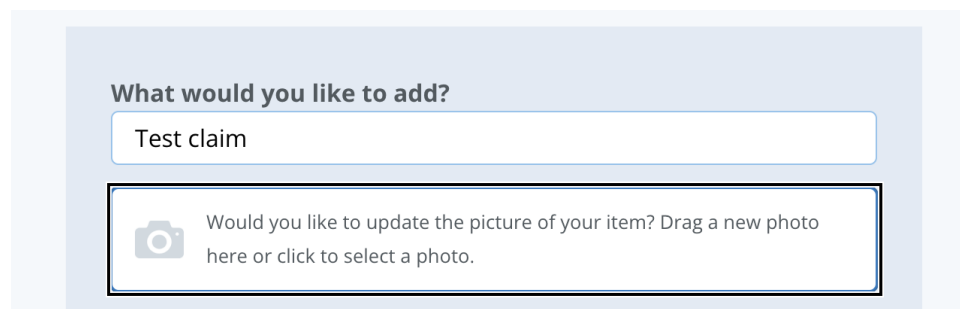 What would you like to add?
Test claim
Would you like to update the picture of your item? Drag a new photo
here or click to select a photo.